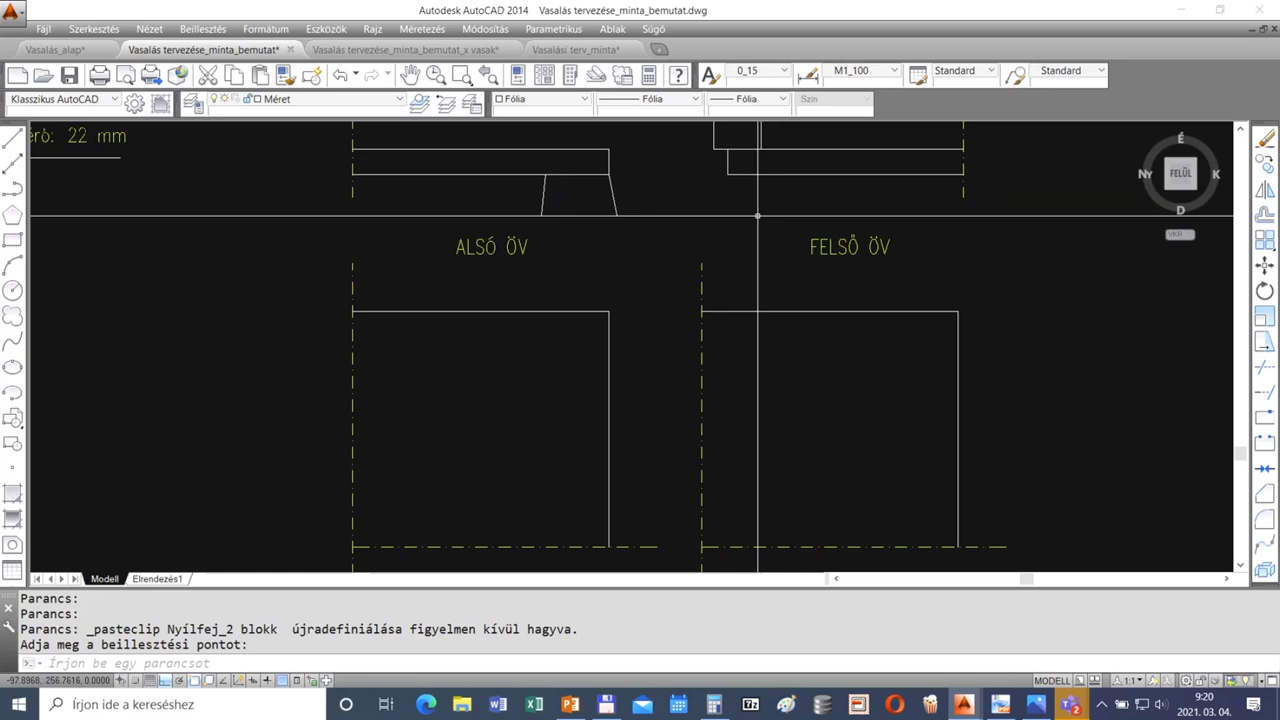 Autodesk AutoCAD 2014 Vasalás tervezése_minta_bemutat.dwg
Fájl Szerkesztés Nézet Beillesztés Formátum Eszközök Rajz Méretezés Módosítás Parametrikus Ablak Súgó
Vasalás_alap* Vasalás tervezése_minta_bemutat* Vasalás tervezése_minta_bemutat_x vasak* Vasalási terv_minta*
0_15 M1_100 Standard Standard
Klasszikus AutoCAD Méret Fólia Fólia Fólia Szín
22 mm
É
Ny FELÜL K
D
VKR
ALSÓ ÖV FELSŐ ÖV
Modell Elrendezés1
Parancs:
Parancs:
Parancs: _pasteclip Nyílfej_2 blokk újradefiniálása figyelmen kívül hagyva.
Adja meg a beillesztési pontot:
Írjon be egy parancsot
-97.8968, 256.7616, 0.0000 MODELL 1:1
Írjon ide a kereséshez 9:20
2021. 03. 04.